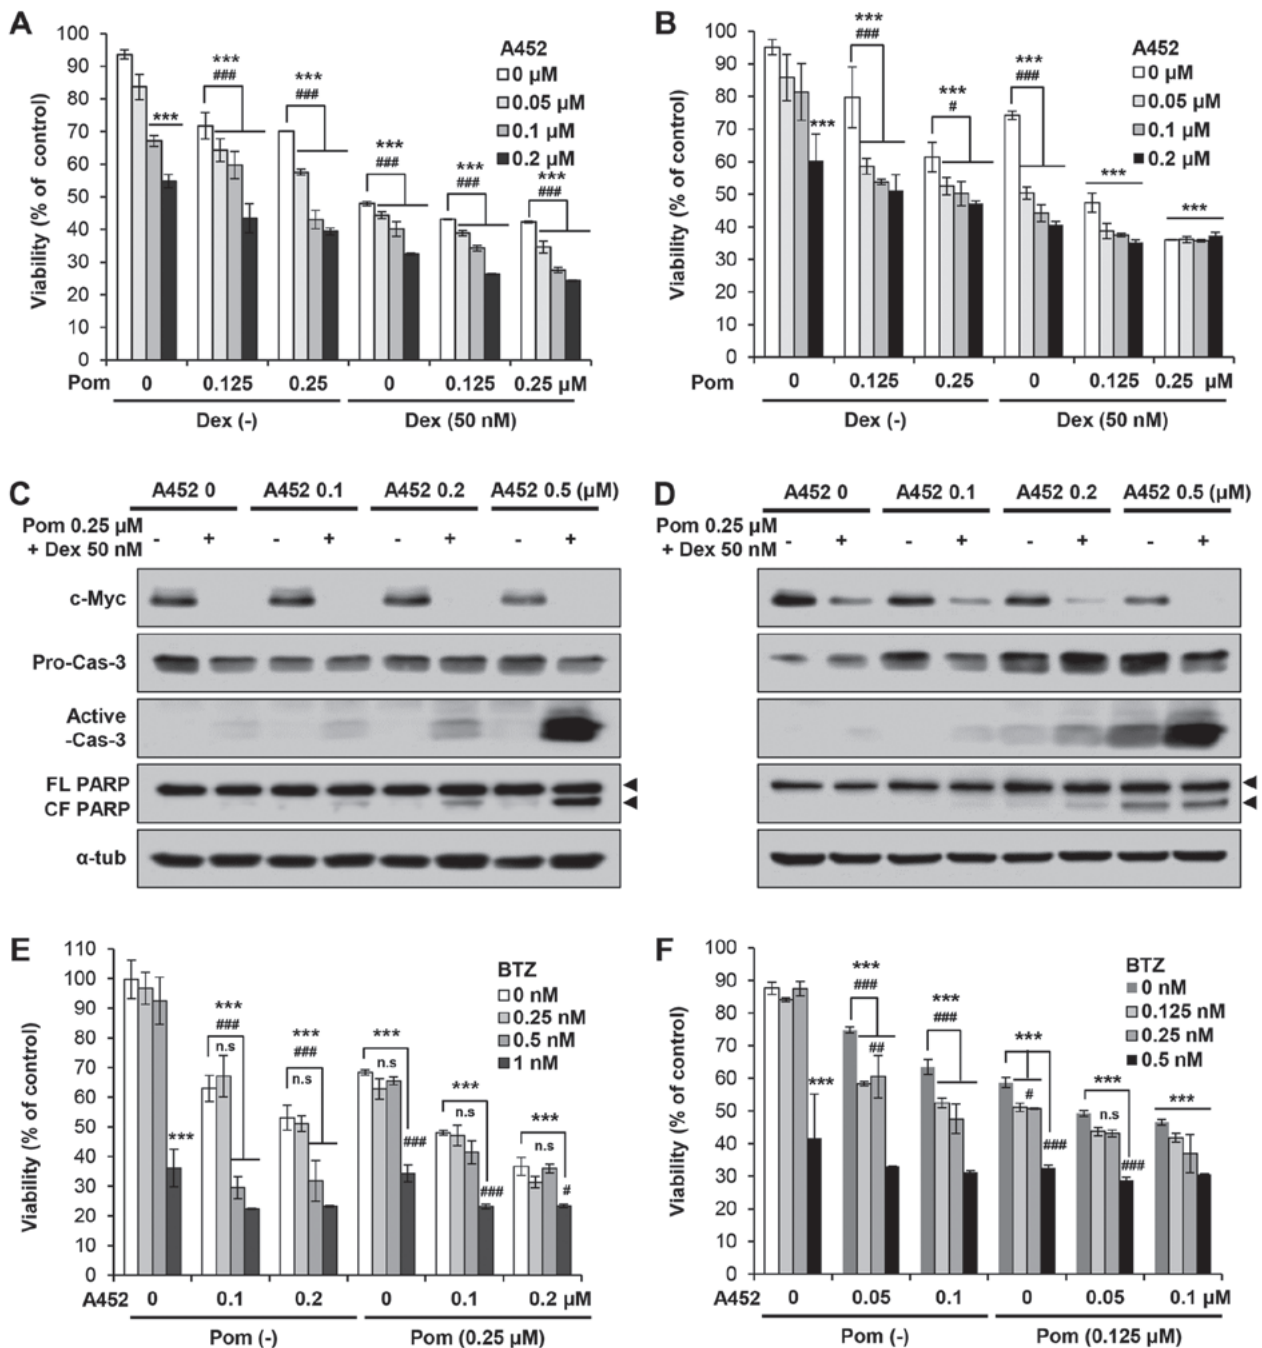 A
Viability (% of control)
100
90
80
70
60
50
40
30
20
10
0
A452
0 µM
0.05 µM
0.1 µM
0.2 µM
***
***
###
***
###
***
###
***
###
***
###
Pom 0 0.125 0.25 0 0.125 0.25 µM
Dex (-) Dex (50 nM)
B
Viability (% of control)
100
90
80
70
60
50
40
30
20
10
0
A452
0 µM
0.05 µM
0.1 µM
0.2 µM
***
***
###
***
#
***
###
***
***
Pom 0 0.125 0.25 0 0.125 0.25 µM
Dex (-) Dex (50 nM)
C
A452 0 A452 0.1 A452 0.2 A452 0.5 (µM)
Pom 0.25 µM
+ Dex 50 nM - + - + - + - +
c-Myc
Pro-Cas-3
Active
-Cas-3
FL PARP
CF PARP
α-tub
D
A452 0 A452 0.1 A452 0.2 A452 0.5 (µM)
Pom 0.25 µM
+ Dex 50 nM - + - + - + - +
E
Viability (% of control)
110
100
90
80
70
60
50
40
30
20
10
0
BTZ
0 nM
0.25 nM
0.5 nM
1 nM
***
***
###
n.s
***
###
n.s
***
n.s
###
***
n.s
###
***
n.s
#
A452 0 0.1 0.2 0 0.1 0.2 µM
Pom (-) Pom (0.25 µM)
F
Viability (% of control)
100
90
80
70
60
50
40
30
20
10
0
BTZ
0 nM
0.125 nM
0.25 nM
0.5 nM
***
***
###
##
***
###
***
#
###
***
n.s
###
***
A452 0 0.05 0.1 0 0.05 0.1 µM
Pom (-) Pom (0.125 µM)